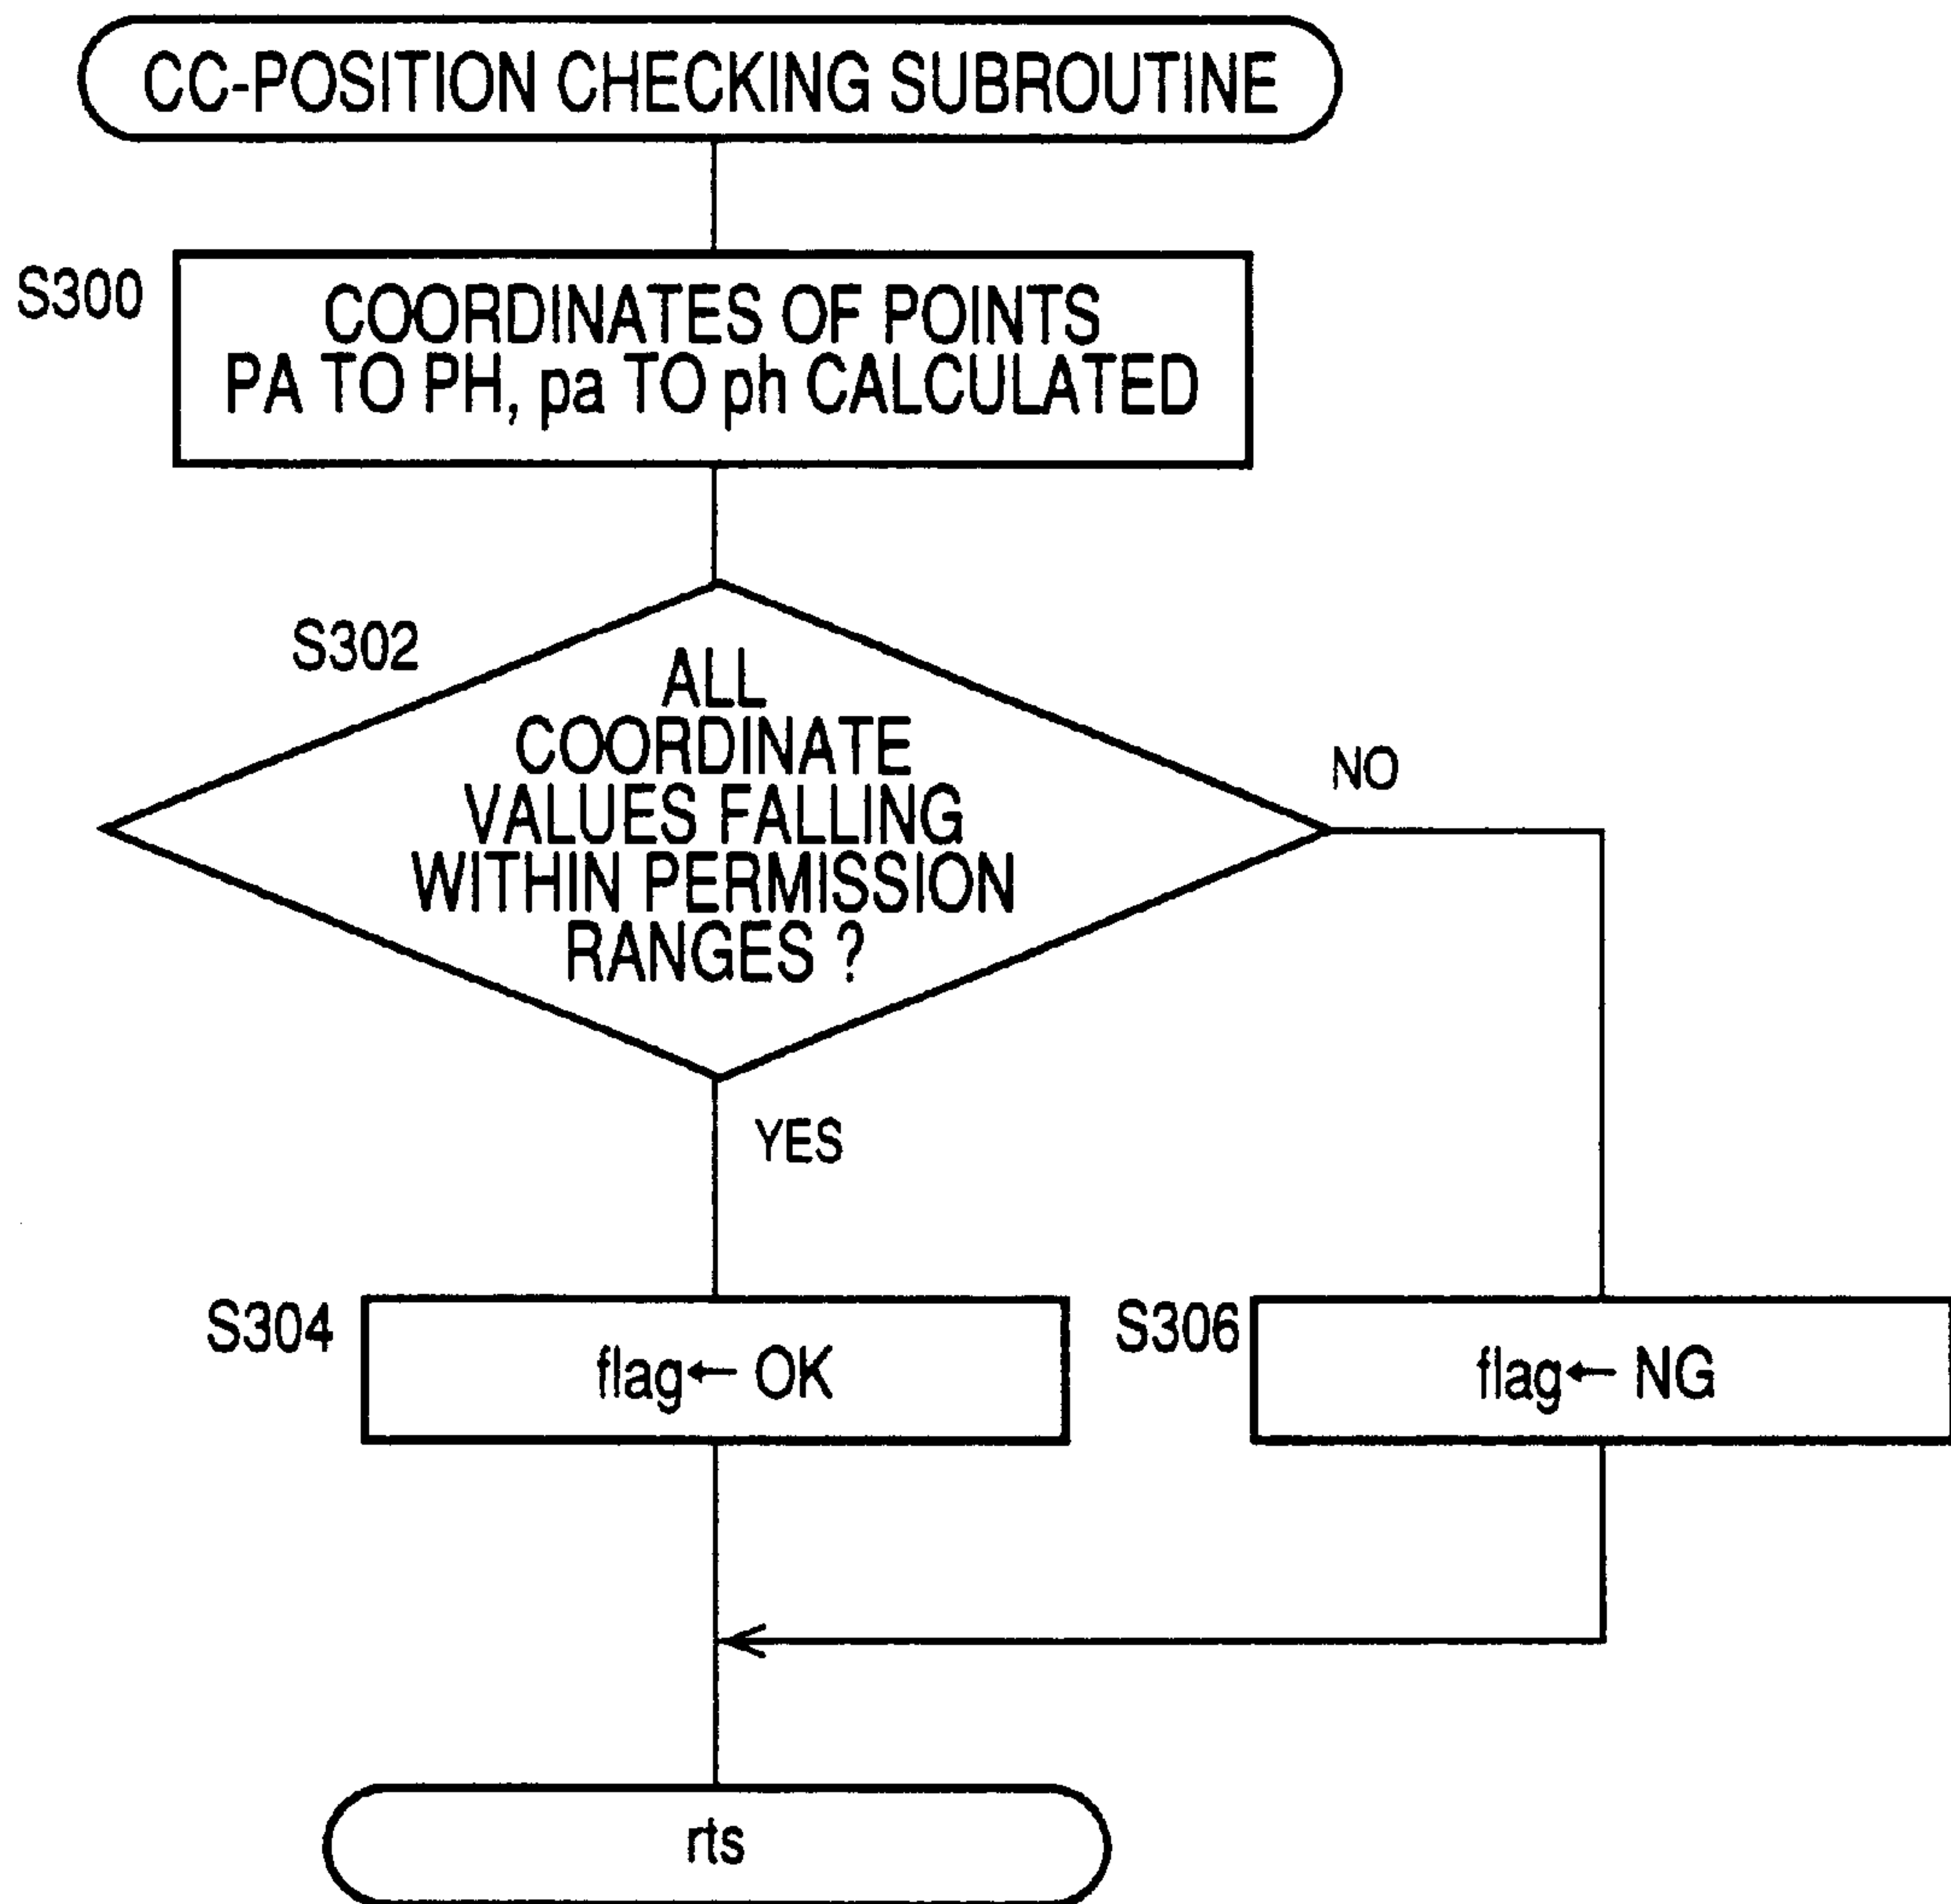 CC-POSITION CHECKING SUBROUTINE
S300
COORDINATES OF POINTS
PA TO PH, pa TO ph CALCULATED
S302
ALL
COORDINATE
VALUES FALLING
WITHIN PERMISSION
RANGES ?
NO
YES
S304
flag← OK
S306
flag← NG
rts